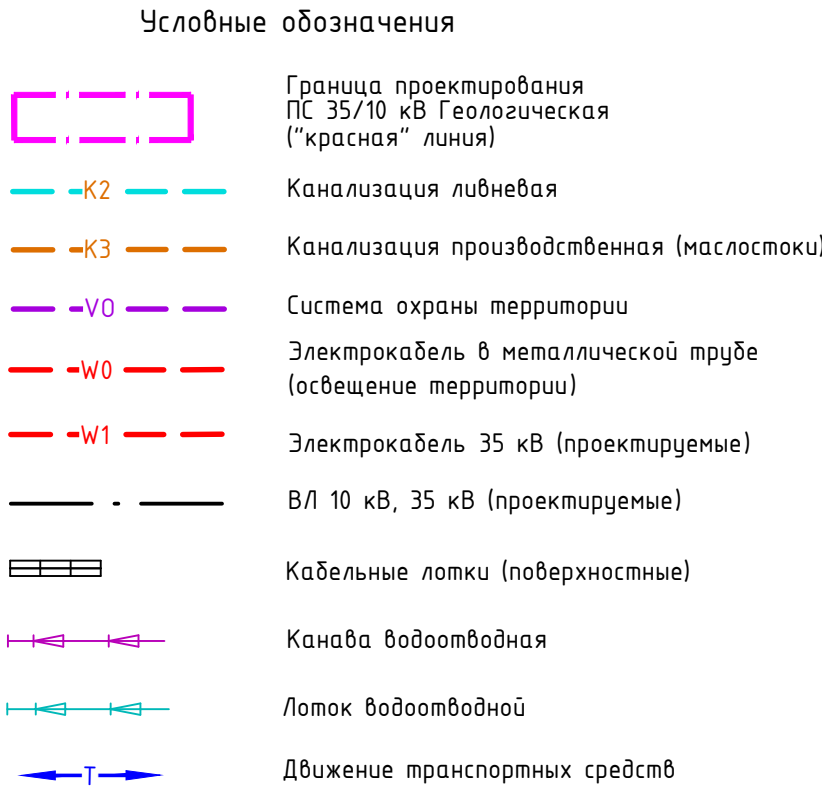 Условные обозначения
Граница проектирования
ПС 35/10 кВ Геологическая
("красная" линия)
К2 Канализация ливневая
К3 Канализация производственная (маслостоки)
V0 Система охраны территории
W0 Электрокабель в металлической трубе
(освещение территории)
W1 Электрокабель 35 кВ (проектируемые)
ВЛ 10 кВ, 35 кВ (проектируемые)
Кабельные лотки (поверхностные)
Канава водоотводная
Лоток водоотводной
Т Движение транспортных средств